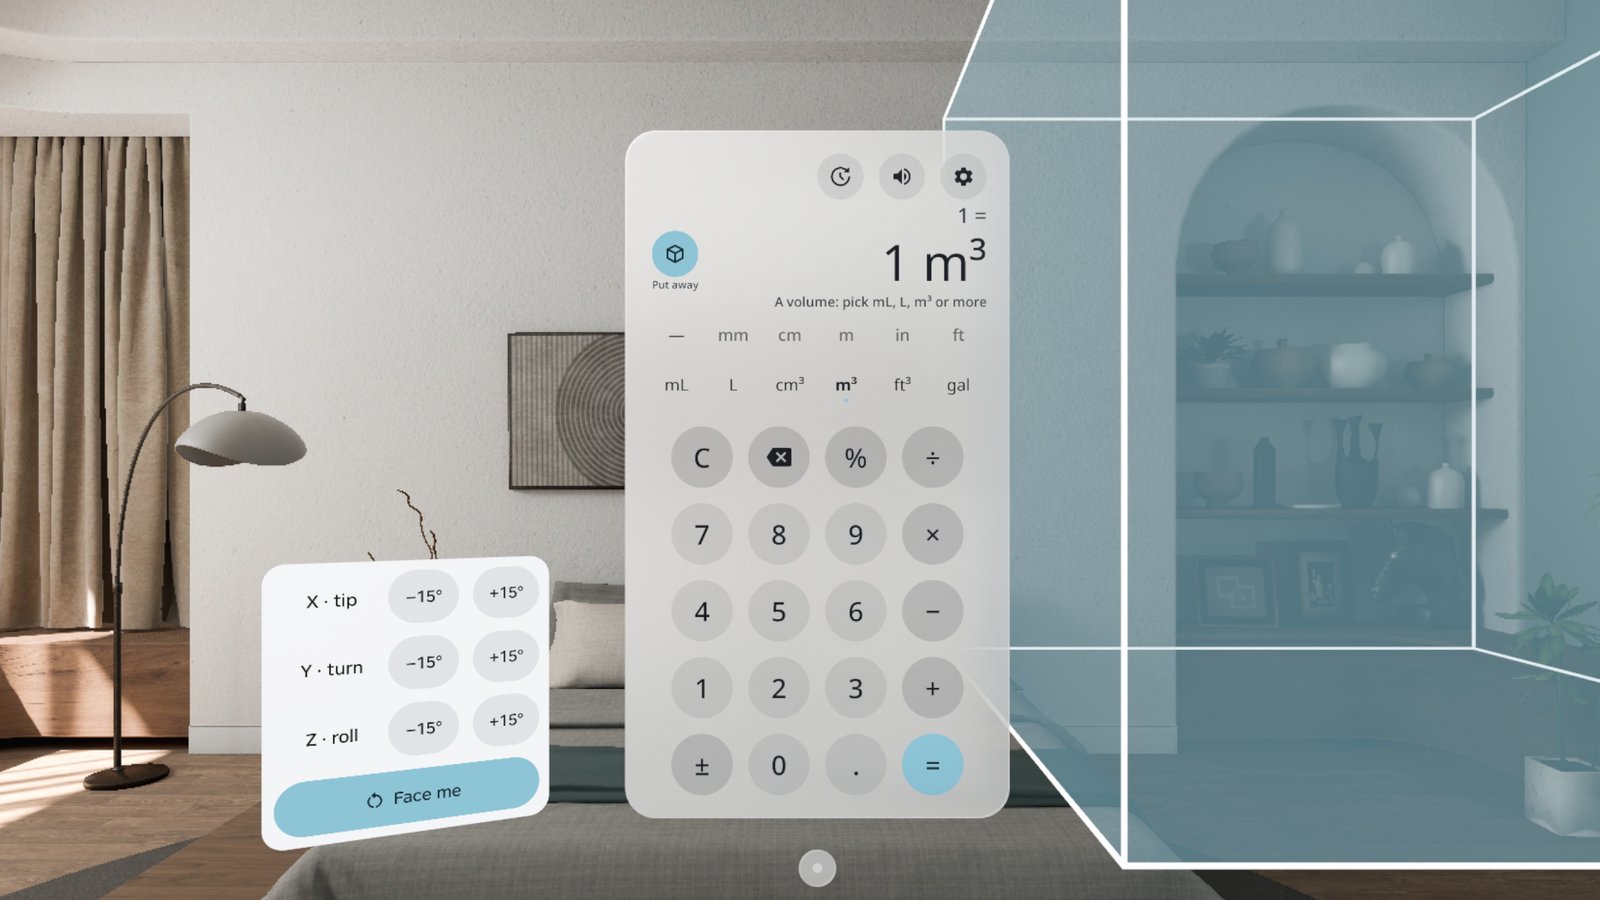 1 =
1 m³
Put away
A volume: pick mL, L, m³ or more
— mm cm m in ft
mL L cm³ m³ ft³ gal
C % ÷
7 8 9 ×
4 5 6 −
1 2 3 +
± 0 . =
X · tip −15° +15°
Y · turn −15° +15°
Z · roll −15° +15°
Face me